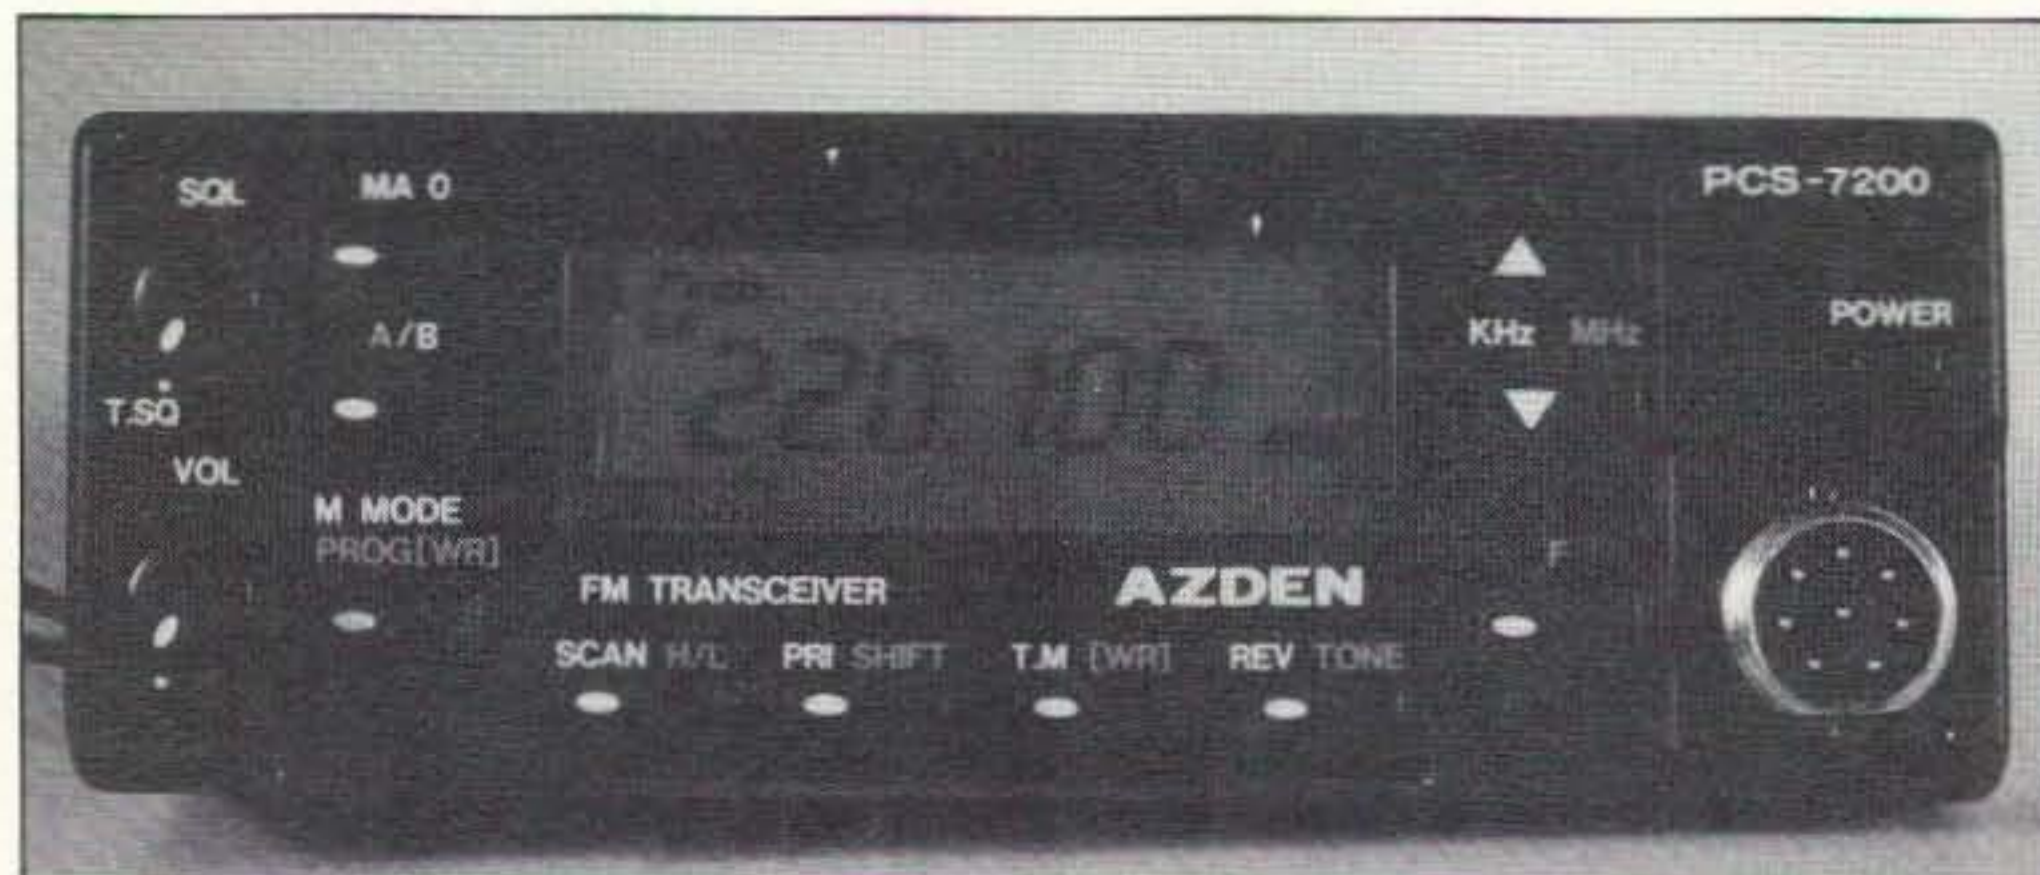 SQL
MA 0
PCS-7200
POWER
A/B
KHz MHz
T.SQ
VOL
M MODE
PROG[WR]
F
FM TRANSCEIVER
AZDEN
SCAN H/L
PRI SHIFT
T.M [WR]
REV TONE